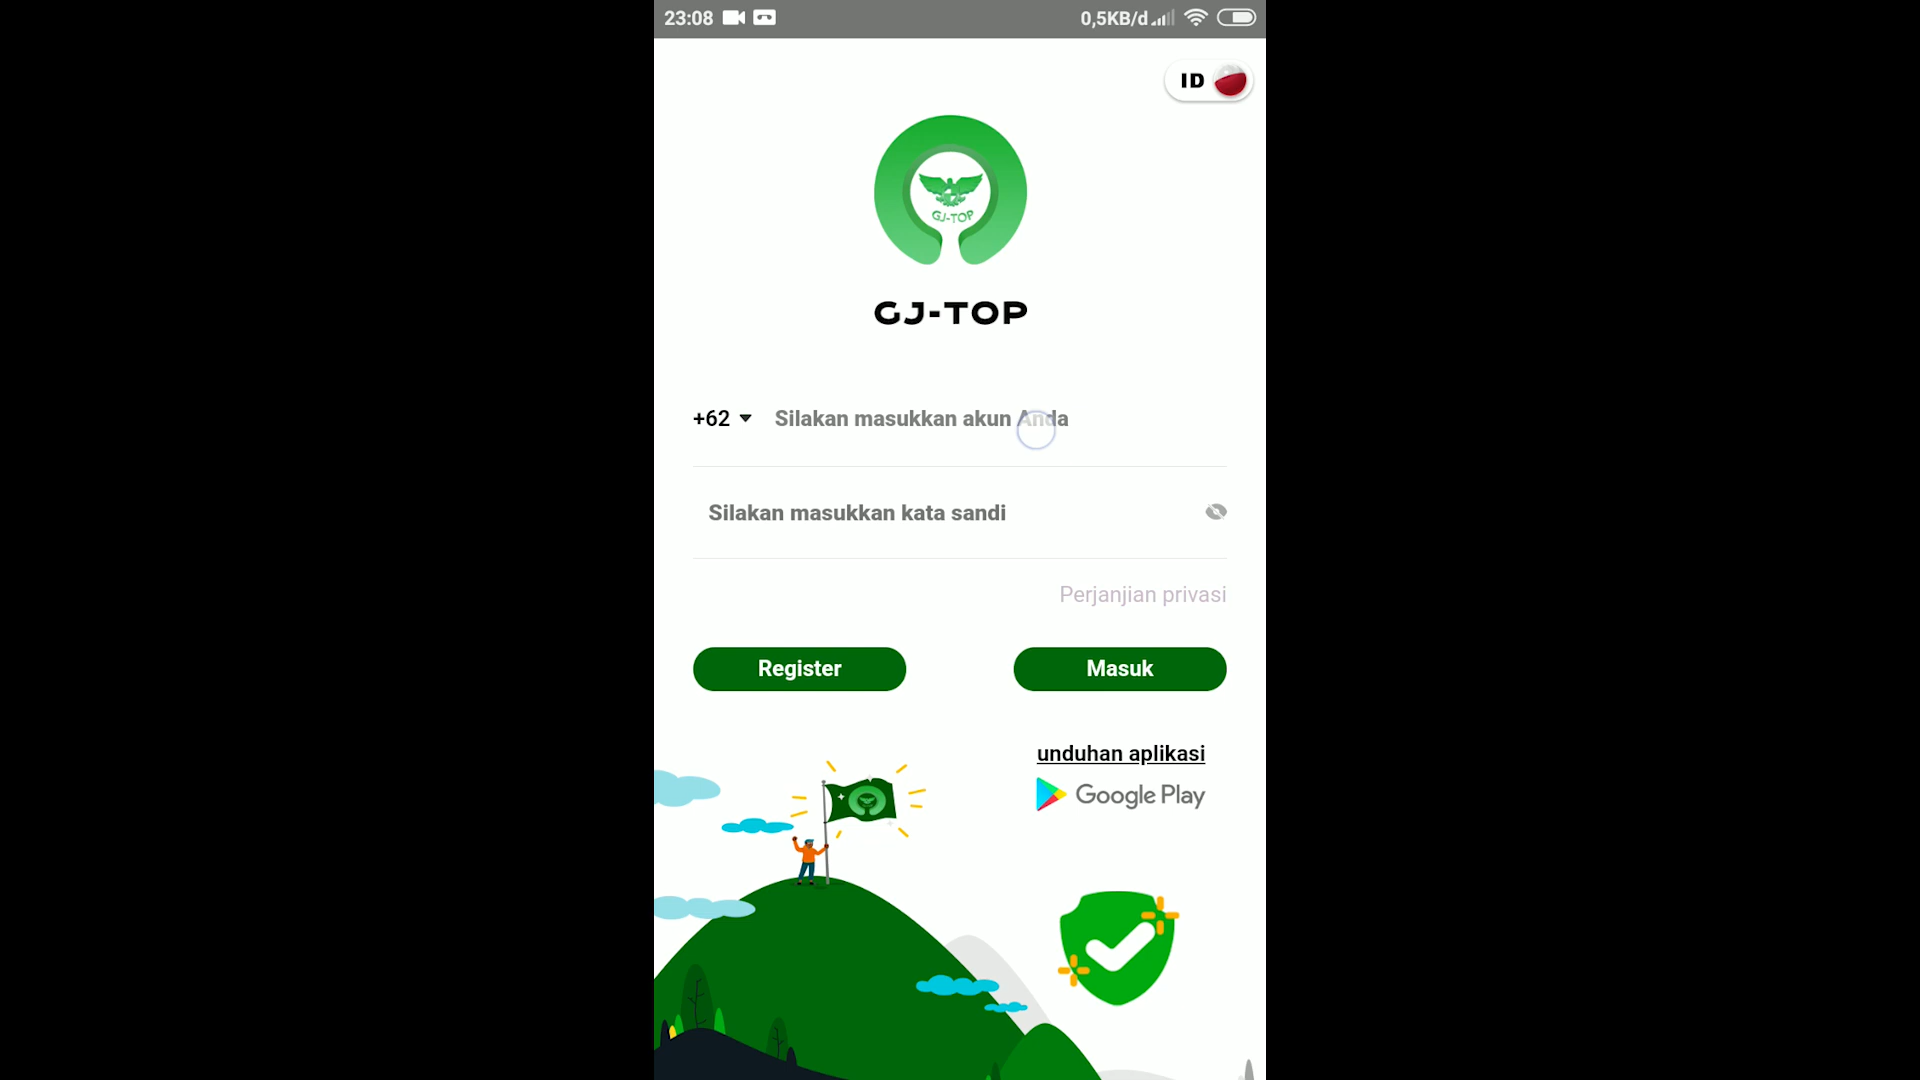 23:08
0,5KB/d
ID
GJ-TOP
GJ-TOP
+62 Silakan masukkan akun Anda
Silakan masukkan kata sandi
Perjanjian privasi
Register Masuk
unduhan aplikasi
Google Play